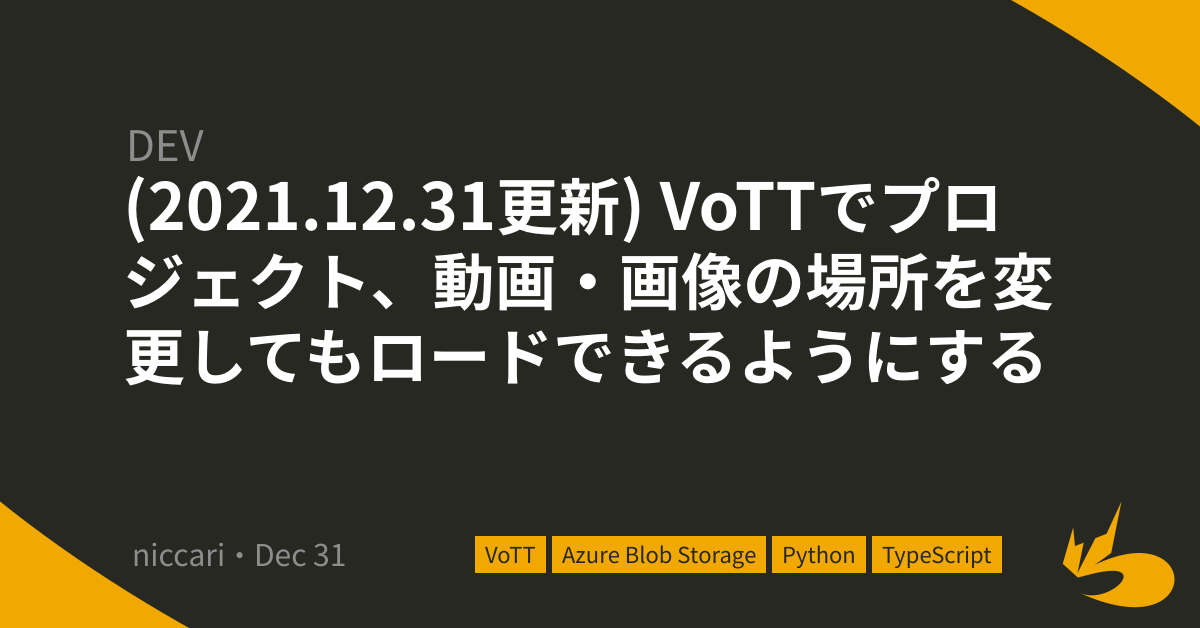 DEV
(2021.12.31更新) VoTTでプロ
ジェクト、動画・画像の場所を変
更してもロードできるようにする
niccari・Dec 31
VoTT
Azure Blob Storage
Python
TypeScript